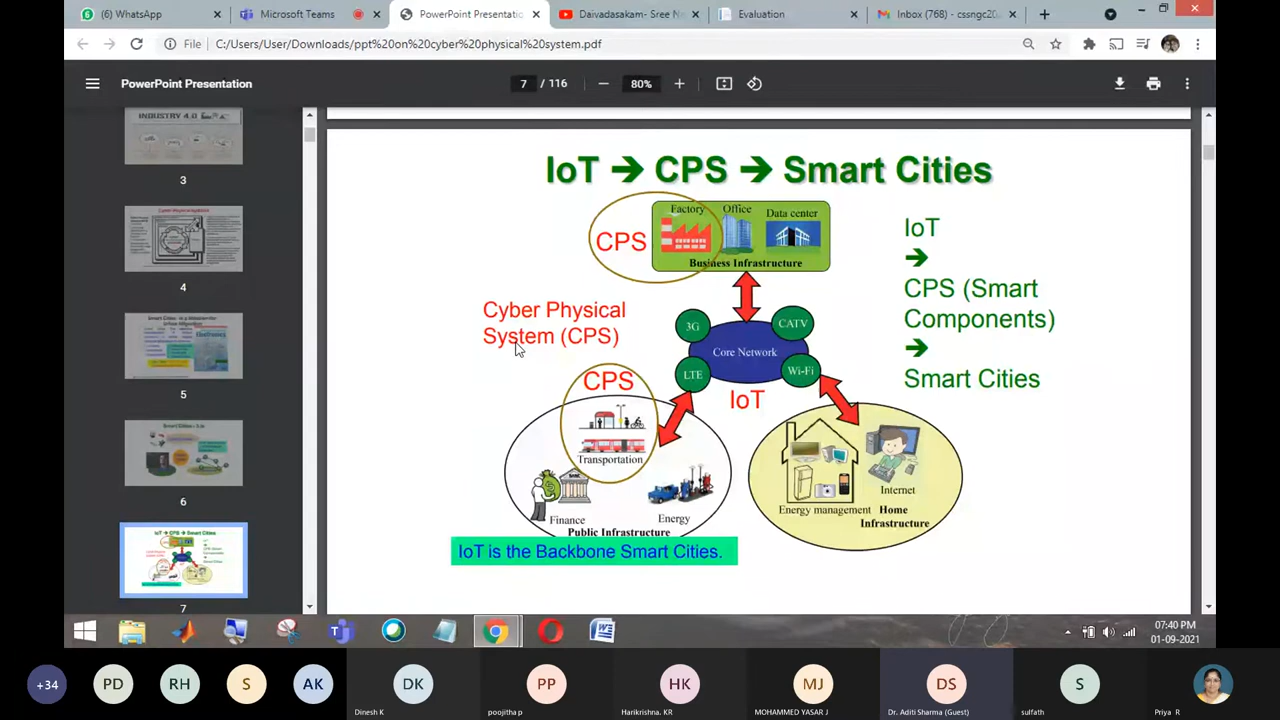 (6) WhatsApp
Microsoft Teams
PowerPoint Presentatio
Daivadasakam- Sree N
Evaluation
Inbox (768) - cssngc20
File
C:/Users/User/Downloads/ppt%20on%20cyber%20physical%20system.pdf
PowerPoint Presentation
7 / 116
80%
INDUSTRY 4.0
3
4
5
6
7
IoT ➔ CPS ➔ Smart Cities
CPS
Factory
Office
Data center
Business Infrastructure
Cyber Physical
System (CPS)
3G
CATV
Core Network
LTE
Wi-Fi
IoT
CPS
Transportation
Finance
Energy
Public Infrastructure
Internet
Energy management
Home
Infrastructure
IoT is the Backbone Smart Cities.
IoT
➔
CPS (Smart
Components)
➔
Smart Cities
07:40 PM
01-09-2021
+34
PD
RH
S
AK
DK
Dinesh K
PP
poojitha p
HK
Harikrishna, KR
MJ
MOHAMMED YASAR J
DS
Dr. Aditi Sharma (Guest)
S
sulfath
Priya R